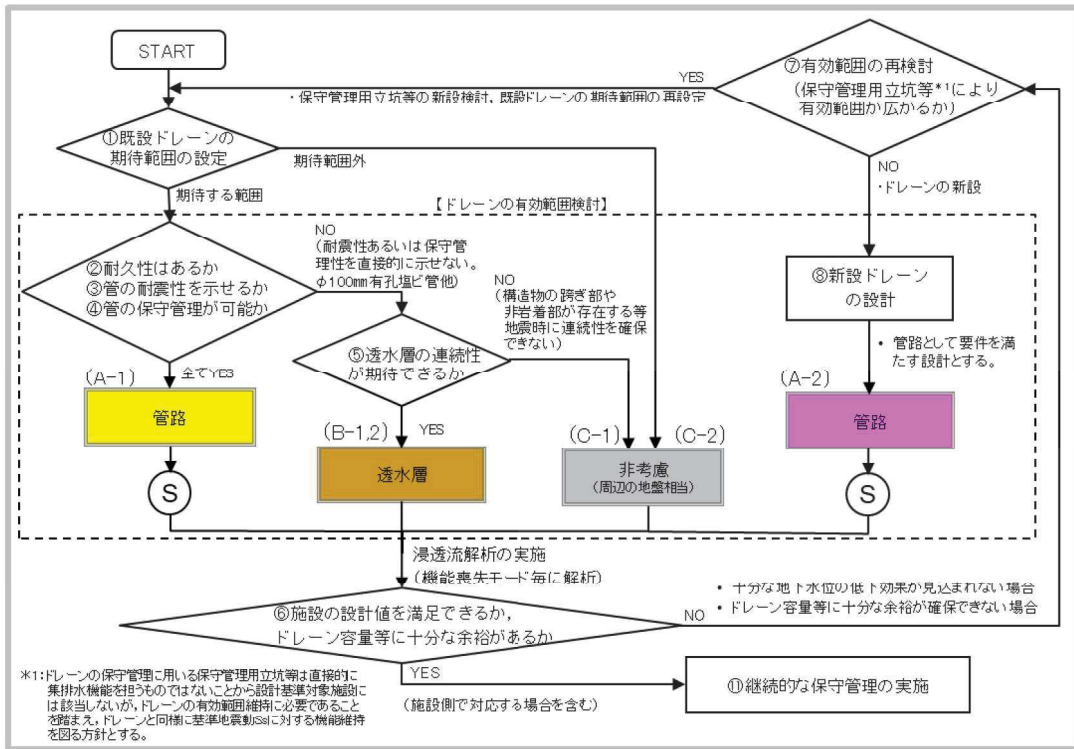 START
⑦有効範囲の再検討
(保守管理用立坑等*1により
有効範囲が広がるか)
YES
・保守管理用立坑等の新設検討, 既設ドレーンの期待範囲の再設定
①既設ドレーンの
期待範囲の設定
期待範囲外
期待する範囲
NO
・ドレーンの新設
【ドレーンの有効範囲検討】
②耐久性はあるか
③管の耐震性を示せるか
④管の保守管理が可能か
NO
(耐震性あるいは保守管
理性を直接的に示せない。
φ100mm有孔塩ビ管他)
NO
(構造物の跨ぎ部や
非岩着部が存在する等
地震時に連続性を確保
できない)
⑤透水層の連続性
が期待できるか
⑧新設ドレーン
の設計
• 管路として要件を満
たす設計とする。
(A-1)
全てYES
管路
S
(B-1,2)
YES
透水層
(C-1)
(C-2)
非考慮
(周辺の地盤相当)
(A-2)
管路
S
浸透流解析の実施
(機能喪失モード毎に解析)
⑥施設の設計値を満足できるか,
ドレーン容量等に十分な余裕があるか
NO
• 十分な地下水位の低下効果が見込まれない場合
• ドレーン容量等に十分な余裕が確保できない場合
YES
(施設側で対応する場合を含む)
⑪継続的な保守管理の実施
*1:ドレーンの保守管理に用いる保守管理用立坑等は直接的に
集排水機能を担うものではないことから設計基準対象施設に
は該当しないが,ドレーンの有効範囲維持に必要であること
を踏まえ,ドレーンと同様に基準地震動Ssに対する機能維持
を図る方針とする。